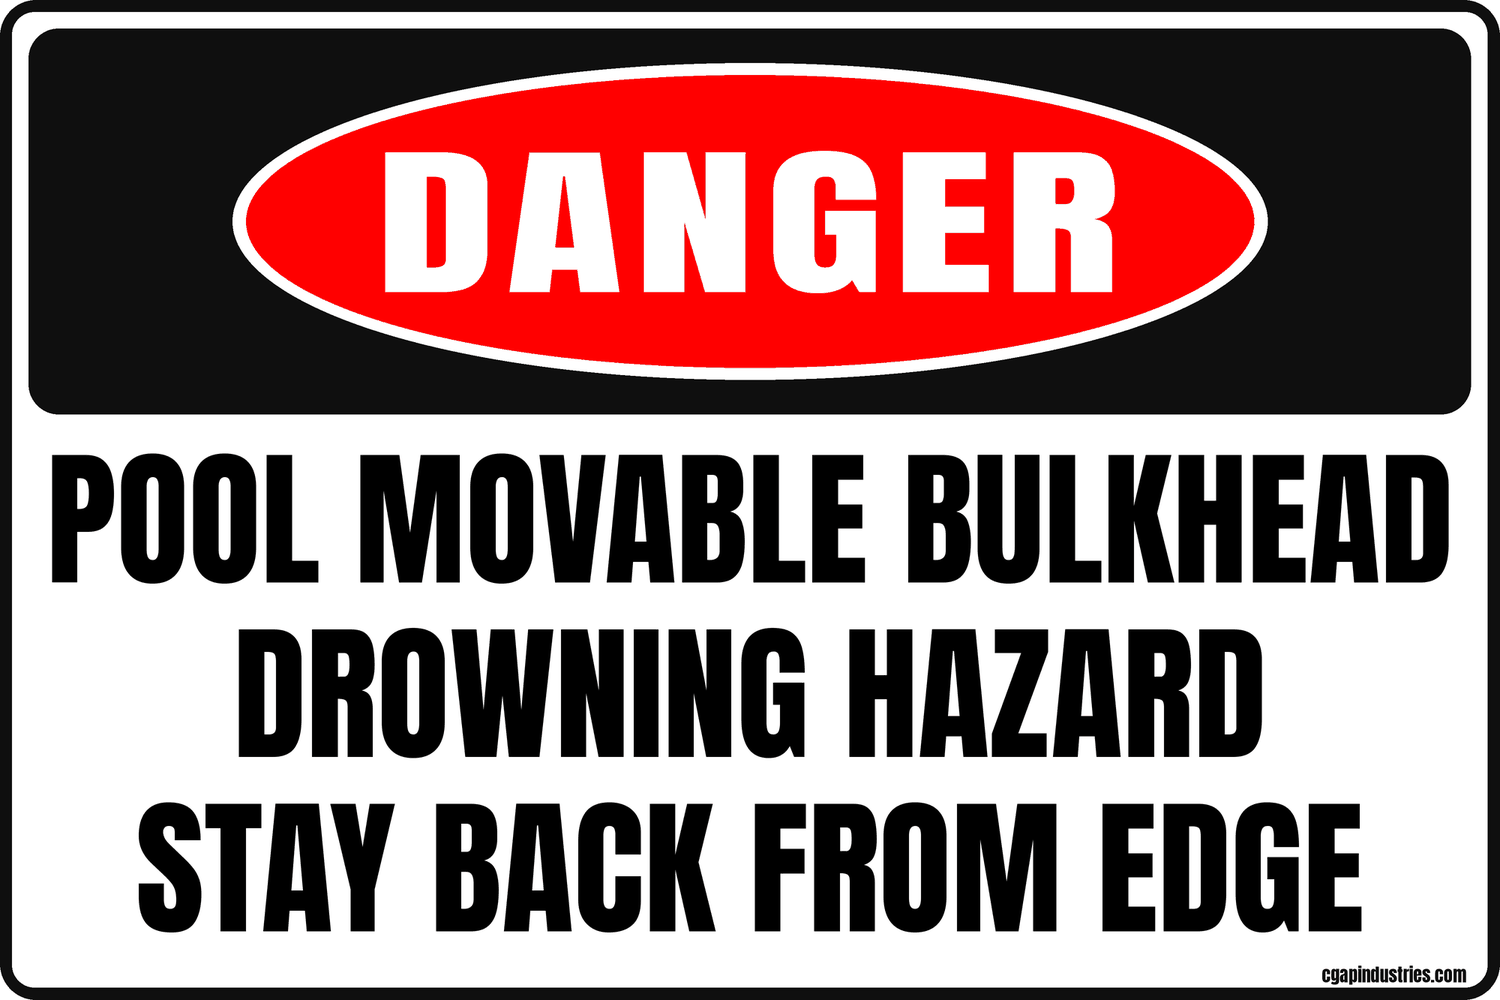 DANGER
POOL MOVABLE BULKHEAD
DROWNING HAZARD
STAY BACK FROM EDGE
cgapindustries.com